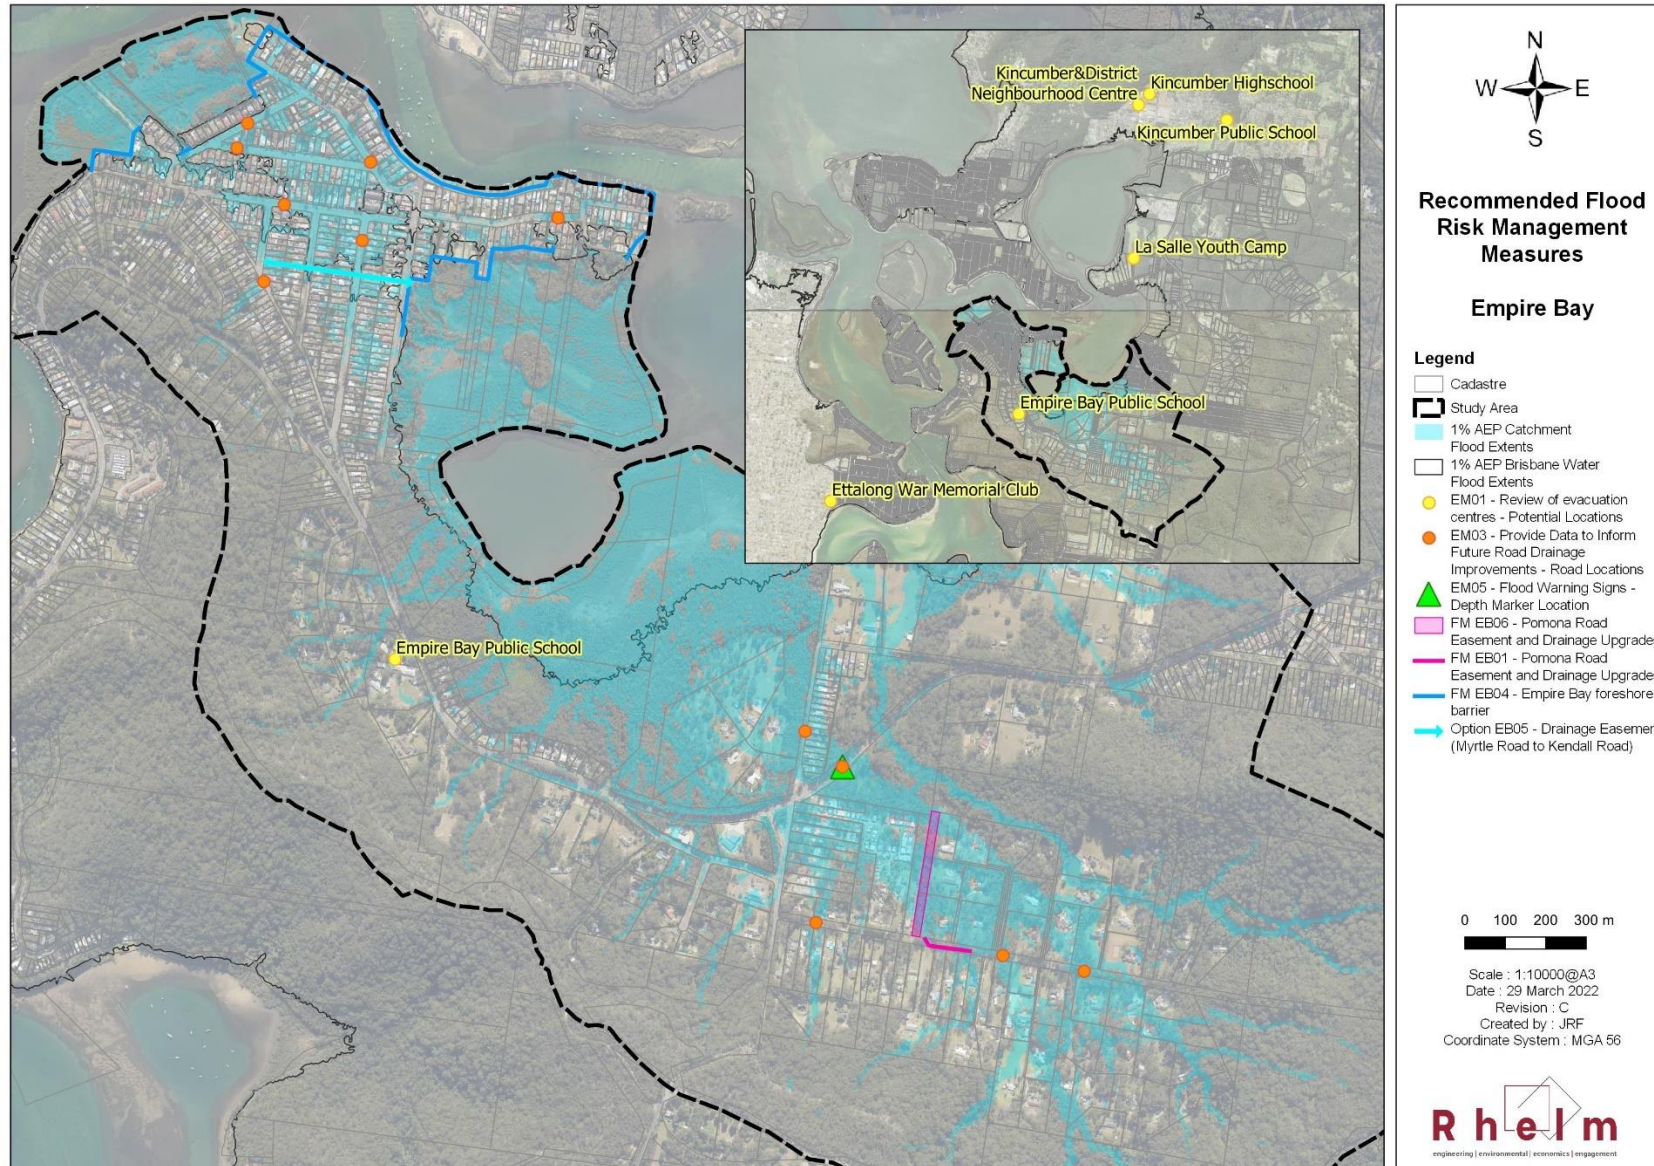 Kincumber&District
Neighbourhood Centre
Kincumber Highschool
Kincumber Public School
La Salle Youth Camp
Empire Bay Public School
Ettalong War Memorial Club
Empire Bay Public School
N
W
E
S
Recommended Flood
Risk Management
Measures
Empire Bay
Legend
Cadastre
Study Area
1% AEP Catchment
Flood Extents
1% AEP Brisbane Water
Flood Extents
EM01 - Review of evacuation
centres - Potential Locations
EM03 - Provide Data to Inform
Future Road Drainage
Improvements - Road Locations
EM05 - Flood Warning Signs -
Depth Marker Location
FM EB06 - Pomona Road
Easement and Drainage Upgrade
FM EB01 - Pomona Road
Easement and Drainage Upgrade
FM EB04 - Empire Bay foreshore
barrier
Option EB05 - Drainage Easemen
(Myrtle Road to Kendall Road)
0 100 200 300 m
Scale : 1:10000@A3
Date : 29 March 2022
Revision : C
Created by : JRF
Coordinate System : MGA 56
Rhelm
engineering | environmental | economics | engagement